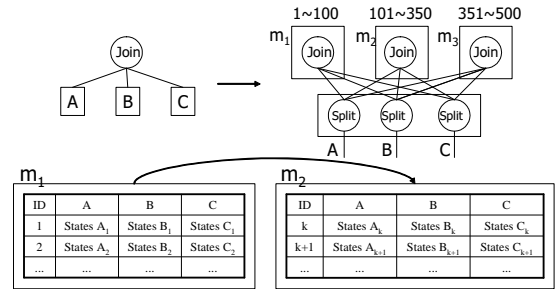 1~100 101~350 351~500
m1 Join m2 Join m3 Join
Join
A B C
Split Split Split
A B C
m1
ID A B C
1 States A1 States B1 States C1
2 States A2 States B2 States C2
... ... ... ...
m2
ID A B C
k States Ak States Bk States Ck
k+1 States Ak+1 States Bk+1 States Ck+1
... ... ... ...